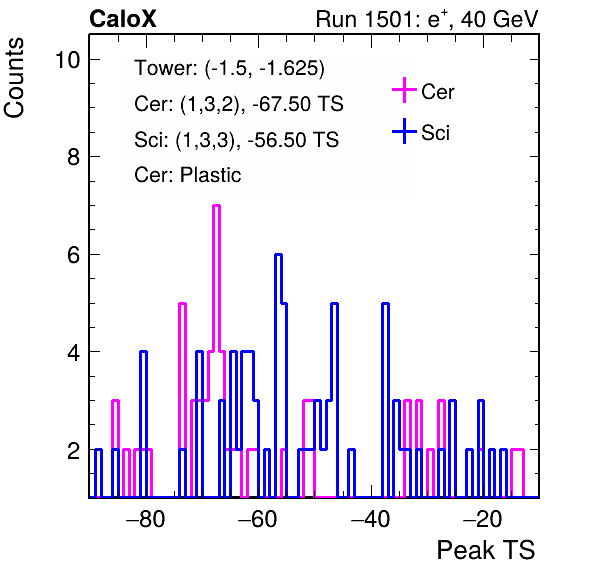 CaloX Run 1501: e⁺, 40 GeV
Counts
10
8
6
4
2
Tower: (-1.5, -1.625)
Cer: (1,3,2), -67.50 TS
Sci: (1,3,3), -56.50 TS
Cer: Plastic
Cer
Sci
−80 −60 −40 −20
Peak TS